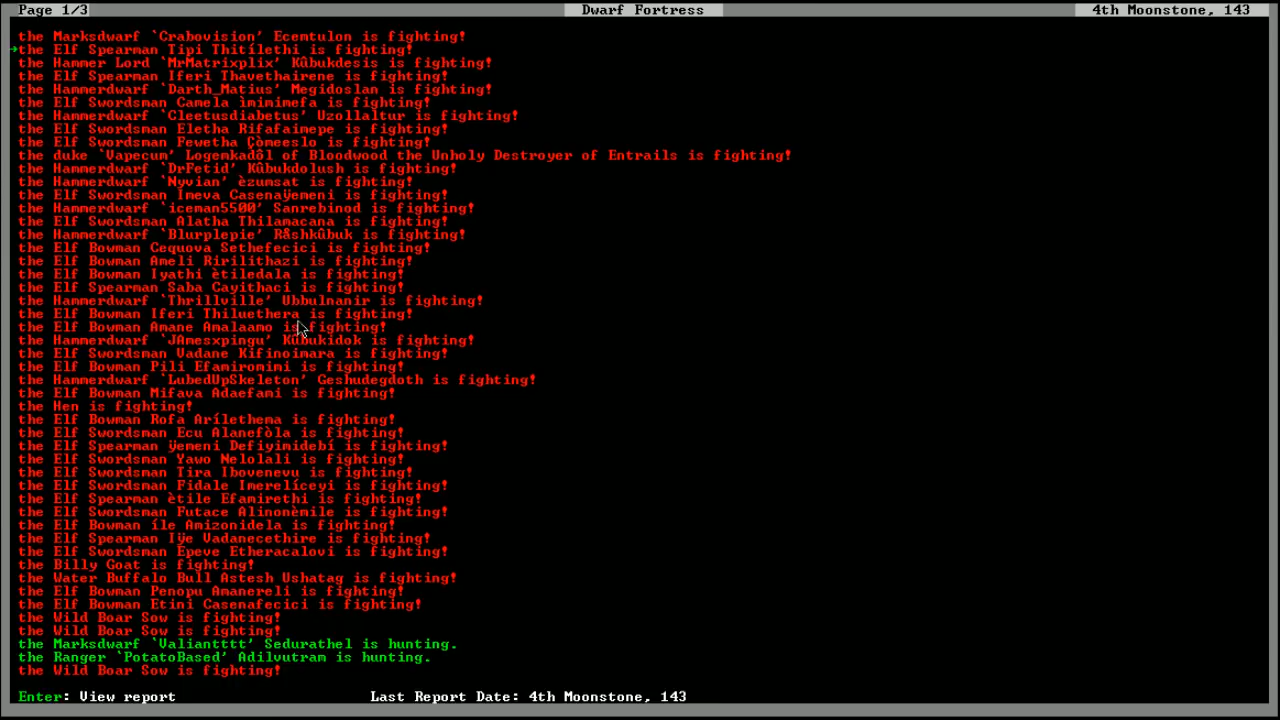 Page 1/3 Dwarf Fortress 4th Moonstone, 143
the Marksdwarf `Crabovision' Ecemtulon is fighting!
the Elf Spearman Tipi Thitílethi is fighting!
the Hammer Lord `MrMatrixplix' Kûbukdesis is fighting!
the Elf Spearman Iferi Thavethairene is fighting!
the Hammerdwarf `Darth_Matius' Megidoslan is fighting!
the Elf Swordsman Camela ìmimimefa is fighting!
the Hammerdwarf `Cleetusdiabetus' Uzollaltur is fighting!
the Elf Swordsman Eletha Rifafaimepe is fighting!
the Elf Swordsman Fewetha Çòmeeslo is fighting!
the duke `Vapecum' Logemkadôl of Bloodwood the Unholy Destroyer of Entrails is fighting!
the Hammerdwarf `DrFetid' Kûbukdolush is fighting!
the Hammerdwarf `Nyvian' èzumsat is fighting!
the Elf Swordsman Imeva Casenaÿemeni is fighting!
the Hammerdwarf `iceman5500' Sanrebinod is fighting!
the Elf Swordsman Alatha Thilamacana is fighting!
the Hammerdwarf `Blurplepie' Råshkûbuk is fighting!
the Elf Bowman Cequova Sethefecici is fighting!
the Elf Bowman Ameli Ririlithazi is fighting!
the Elf Bowman Iyathi ètiledala is fighting!
the Elf Spearman Saba Cayithaci is fighting!
the Hammerdwarf `Thrillville' Ubbulnanir is fighting!
the Elf Bowman Iferi Thiluethera is fighting!
the Elf Bowman Amane Amalaamo is fighting!
the Hammerdwarf `JAmesxpingu' Kûbukidok is fighting!
the Elf Swordsman Vadane Kifinoimara is fighting!
the Elf Bowman Pili Efamiromimi is fighting!
the Hammerdwarf `LubedUpSkeleton' Geshudegdoth is fighting!
the Elf Bowman Mifava Adaefami is fighting!
the Hen is fighting!
the Elf Bowman Rofa Arílethema is fighting!
the Elf Swordsman Ecu Alanefòla is fighting!
the Elf Spearman ÿemeni Defiyimidebí is fighting!
the Elf Swordsman Yawo Nelolali is fighting!
the Elf Swordsman Tira Ibovenevu is fighting!
the Elf Swordsman Fidale Imerelíceyi is fighting!
the Elf Spearman ètile Efamirethi is fighting!
the Elf Swordsman Futace Alinonèmile is fighting!
the Elf Bowman íle Amizonidela is fighting!
the Elf Spearman Iÿe Vadanecethire is fighting!
the Elf Swordsman Èpeve Etheracalovi is fighting!
the Billy Goat is fighting!
the Water Buffalo Bull Astesh Ushatag is fighting!
the Elf Bowman Penopu Amanereli is fighting!
the Elf Bowman Etini Casenafecici is fighting!
the Wild Boar Sow is fighting!
the Wild Boar Sow is fighting!
the Marksdwarf `Valiantttt' Sedurathel is hunting.
the Ranger `PotatoBased' Adilvutram is hunting.
the Wild Boar Sow is fighting!
Enter: View report Last Report Date: 4th Moonstone, 143